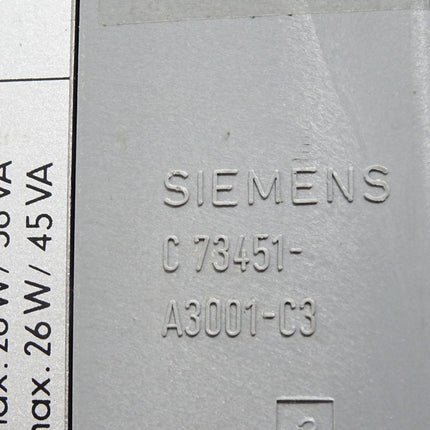 SIEMENS
C 73451-
A3001-C3
max. 26 W/ 45 VA